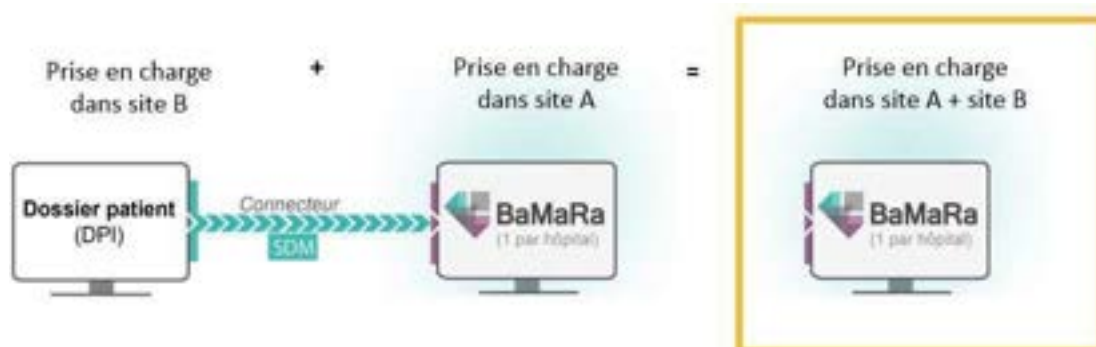 Prise en charge
dans site B
+
Prise en charge
dans site A
=
Prise en charge
dans site A + site B
Dossier patient
(DPI)
Connecteur
SDM
BaMaRa
(1 par hôpital)
BaMaRa
(1 par hôpital)